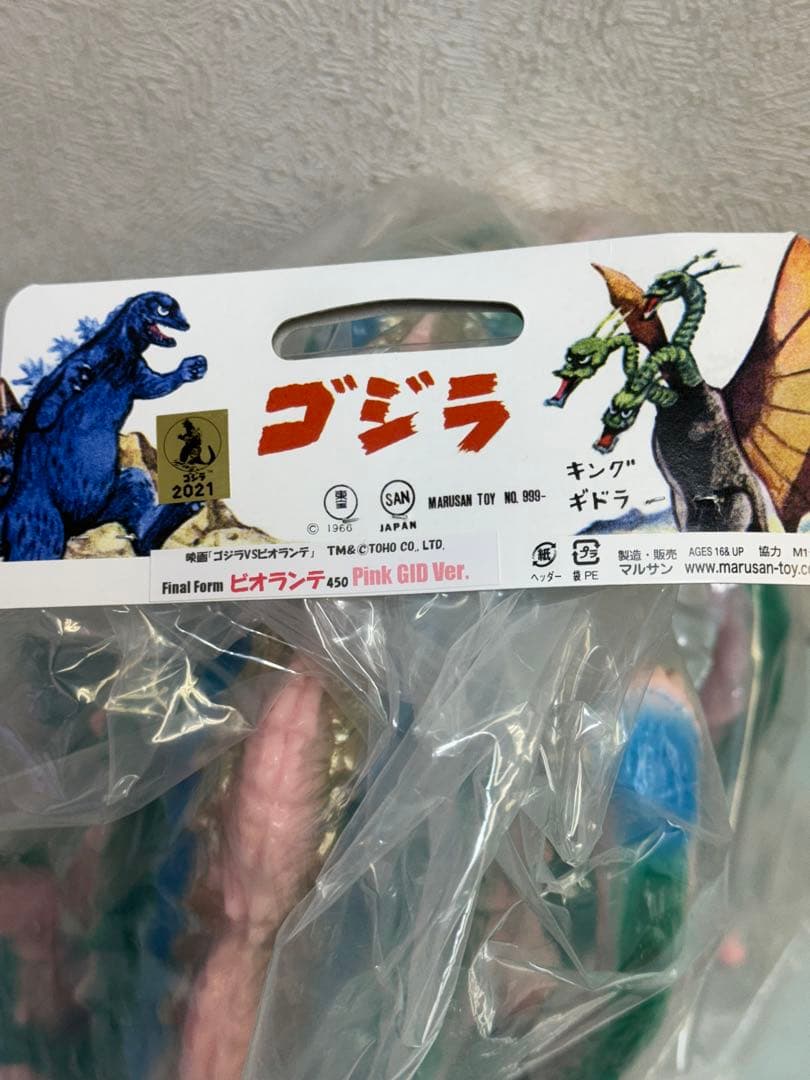 ゴジラ
ゴジラ
2021
東宝
© 1966
SAN
JAPAN
MARUSAN TOY NO. 999-
キング
ギドラ
映画「ゴジラVSビオランテ」 TM&©TOHO CO., LTD.
Final Form ビオランテ 450 Pink GID Ver.
紙
ヘッダー
プラ
袋 PE
製造・販売
マルサン
AGES 16& UP 協力 M1
www.marusan-toy.co